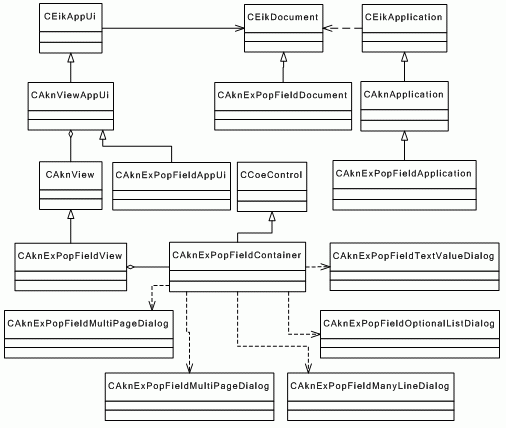 CEikAppUi
CEikDocument
CEikApplication
CAknViewAppUi
CAknExPopFieldDocument
CAknApplication
CAknView
CAknExPopFieldAppUi
CCoeControl
CAknExPopFieldApplication
CAknExPopFieldView
CAknExPopFieldContainer
CAknExPopFieldTextValueDialog
CAknExPopFieldMultiPageDialog
CAknExPopFieldOptionalListDialog
CAknExPopFieldMultiPageDialog
CAknExPopFieldManyLineDialog